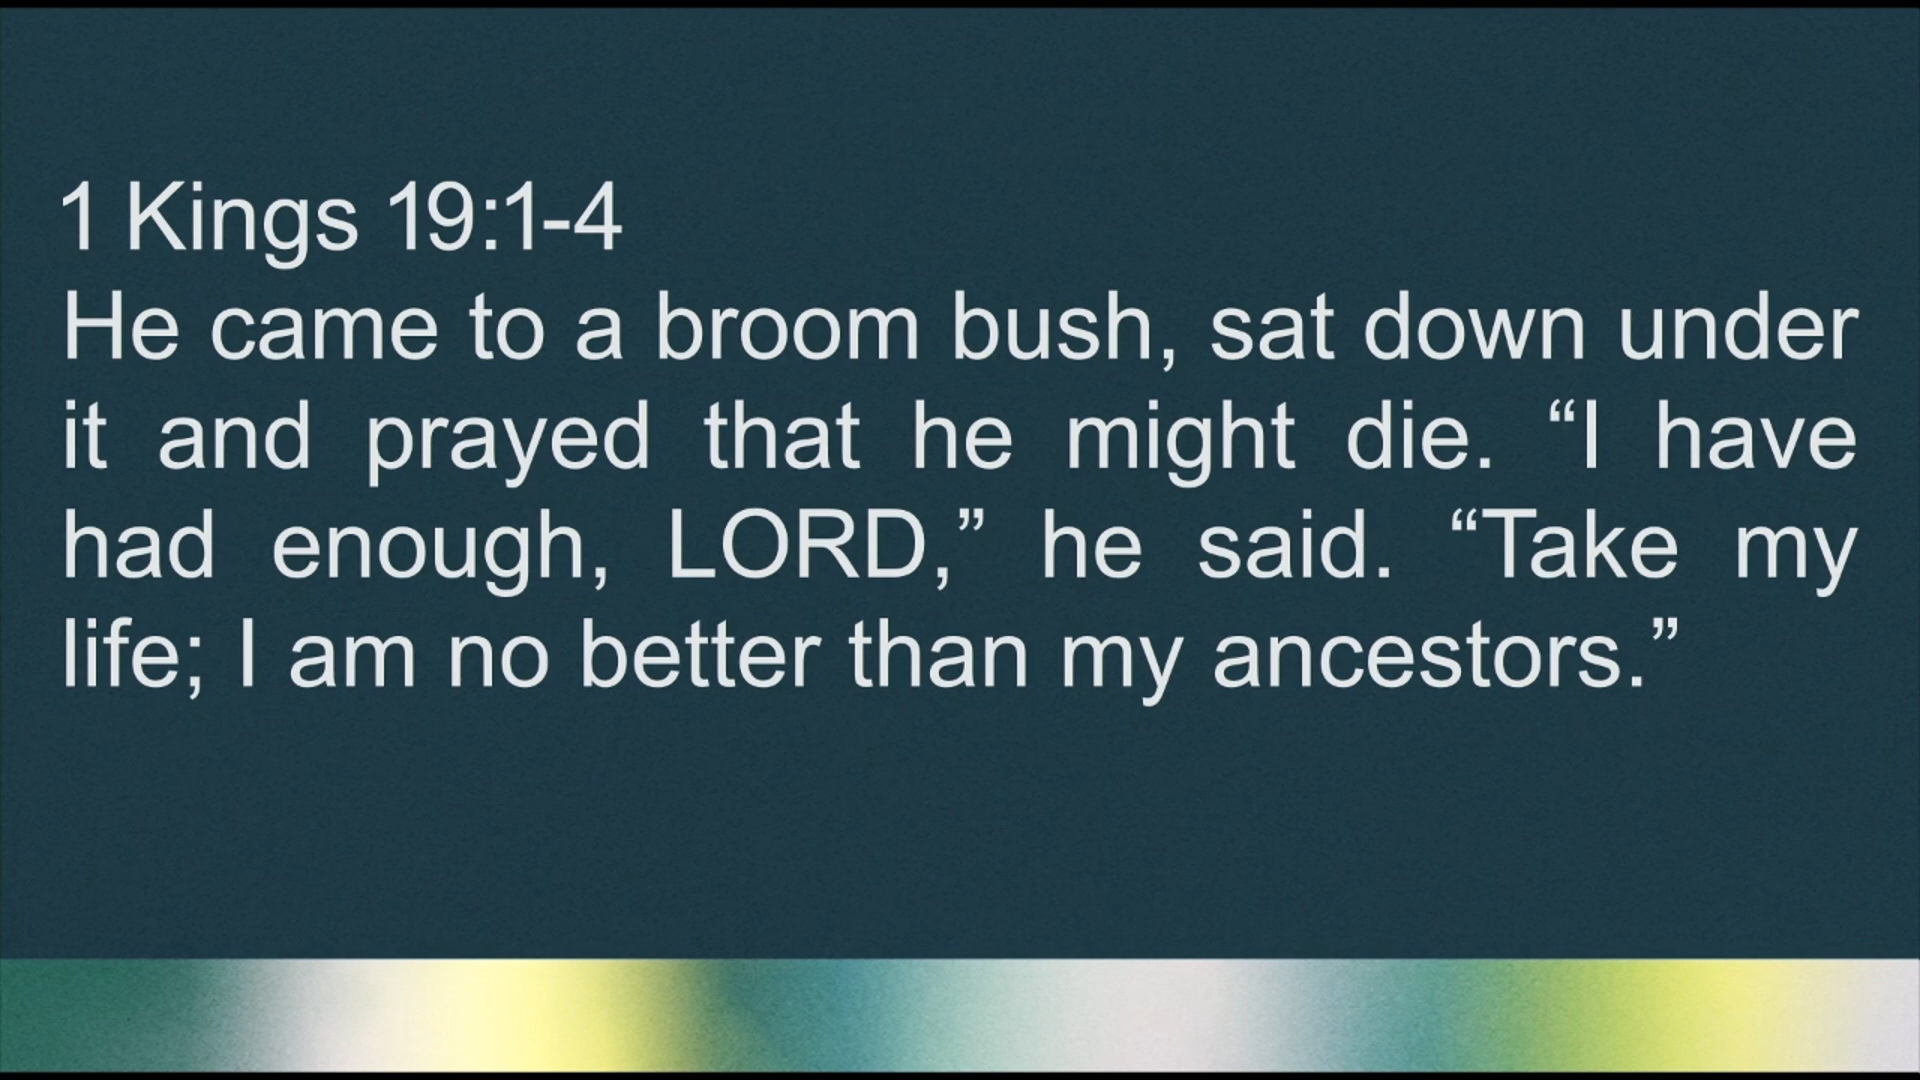 1 Kings 19:1-4
He came to a broom bush, sat down under
it and prayed that he might die. “I have
had enough, LORD,” he said. “Take my
life; I am no better than my ancestors.”